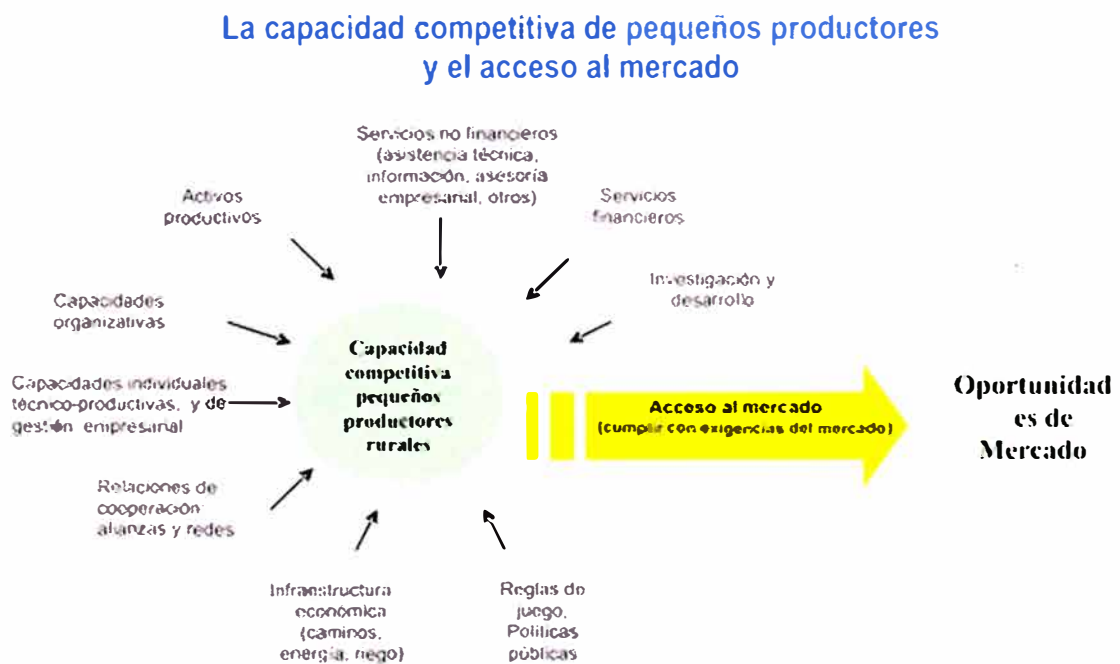 La capacidad competitiva de pequeños productores
y el acceso al mercado
Servicios no financieros
(asistencia técnica,
información, asesoría
empresarial, otros)
Activos
productivos
Servicios
financieros
Investigación y
desarrollo
Capacidades
organizativas
Capacidad
competitiva
pequeños
productores
rurales
Capacidades individuales
técnico-productivas, y de
gestión empresarial
Acceso al mercado
(cumplir con exigencias del mercado)
Oportunidad
es de
Mercado
Relaciones de
cooperación
alianzas y redes
Infraestructura
económica
(caminos,
energía, riego)
Reglas de
juego,
Políticas
públicas